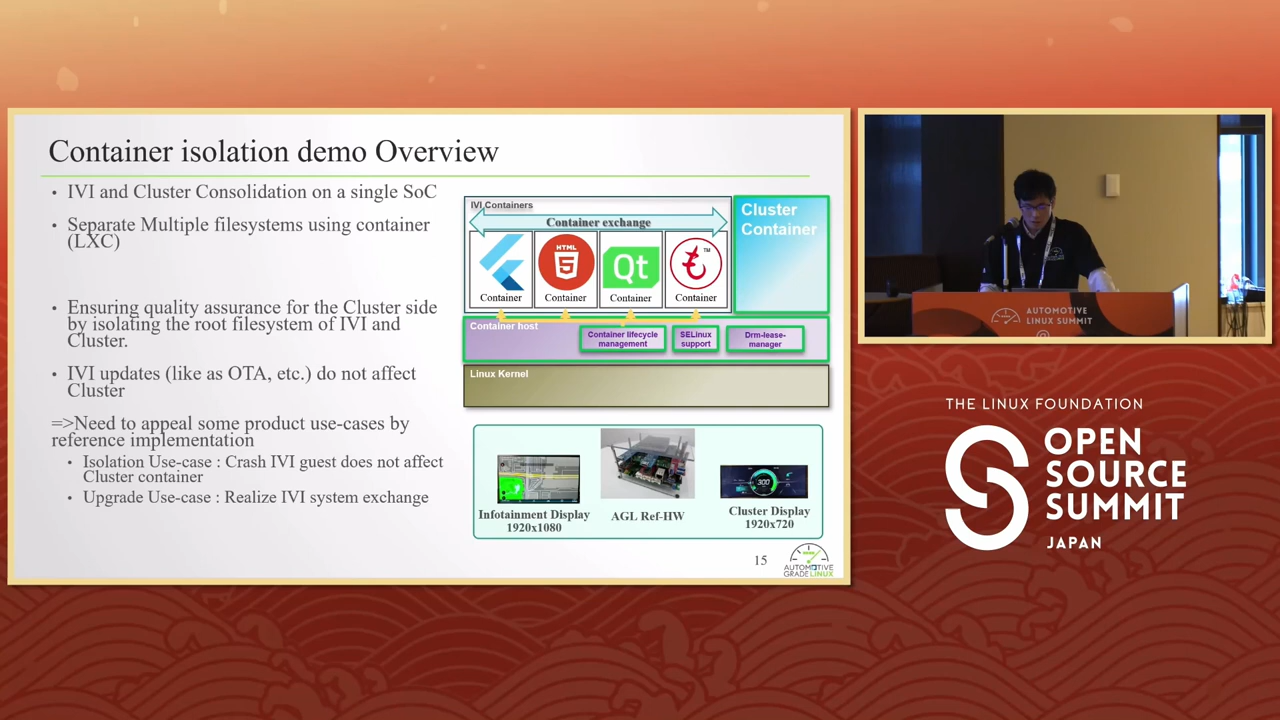 Container isolation demo Overview
• IVI and Cluster Consolidation on a single SoC
• Separate Multiple filesystems using container
(LXC)
• Ensuring quality assurance for the Cluster side
by isolating the root filesystem of IVI and
Cluster.
• IVI updates (like as OTA, etc.) do not affect
Cluster
=>Need to appeal some product use-cases by
reference implementation
• Isolation Use-case : Crash IVI guest does not affect
Cluster container
• Upgrade Use-case : Realize IVI system exchange
IVI Containers
Container exchange
HTML
5
Qt
TM
Container
Container
Container
Container
Cluster
Container
Container host
Container lifecycle
management
SELinux
support
Drm-lease-
manager
Linux Kernel
300
Infotainment Display
1920x1080
AGL Ref-HW
Cluster Display
1920x720
15
AUTOMOTIVE
GRADELINUX
AUTOMOTIVE
LINUX SUMMIT
THE LINUX FOUNDATION
OPEN
SOURCE
SUMMIT
JAPAN